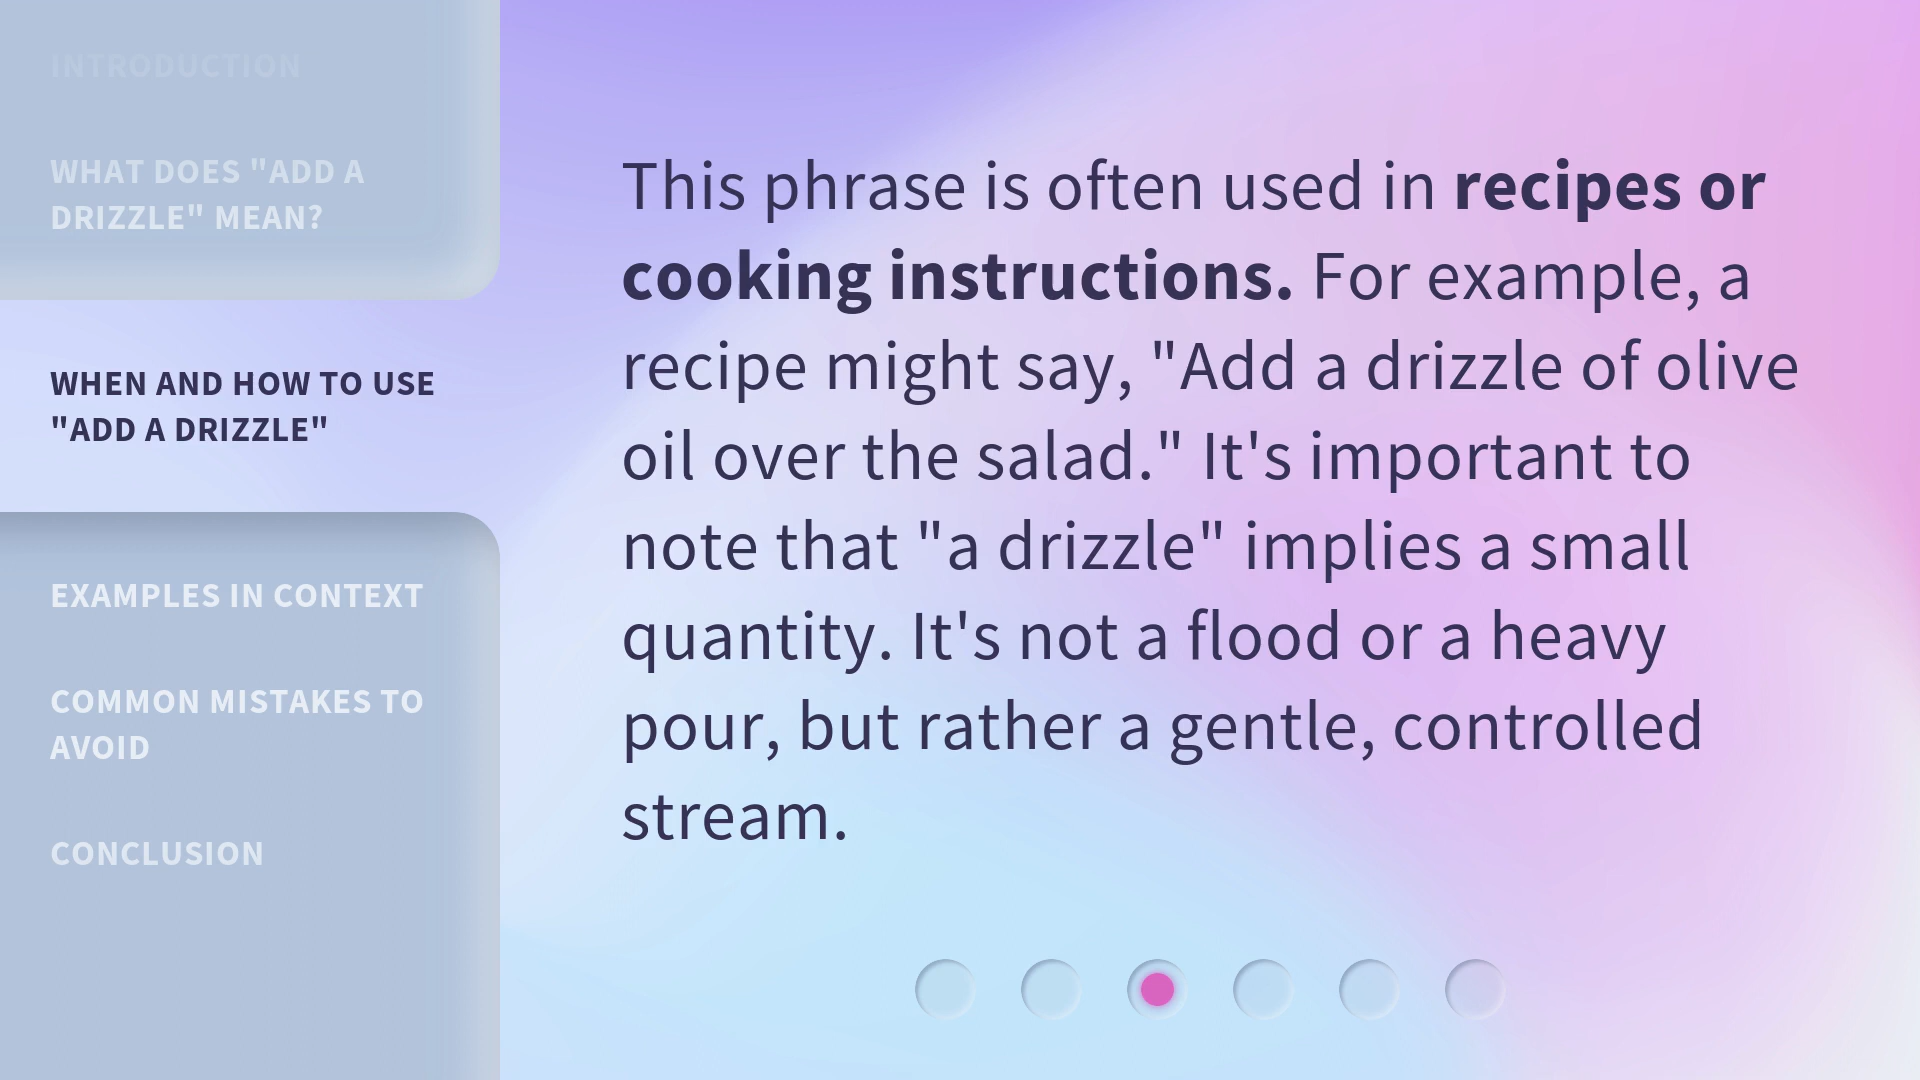 INTRODUCTION
WHAT DOES "ADD A
DRIZZLE" MEAN?
WHEN AND HOW TO USE
"ADD A DRIZZLE"
EXAMPLES IN CONTEXT
COMMON MISTAKES TO
AVOID
CONCLUSION
This phrase is often used in recipes or
cooking instructions. For example, a
recipe might say, "Add a drizzle of olive
oil over the salad." It's important to
note that "a drizzle" implies a small
quantity. It's not a flood or a heavy
pour, but rather a gentle, controlled
stream.